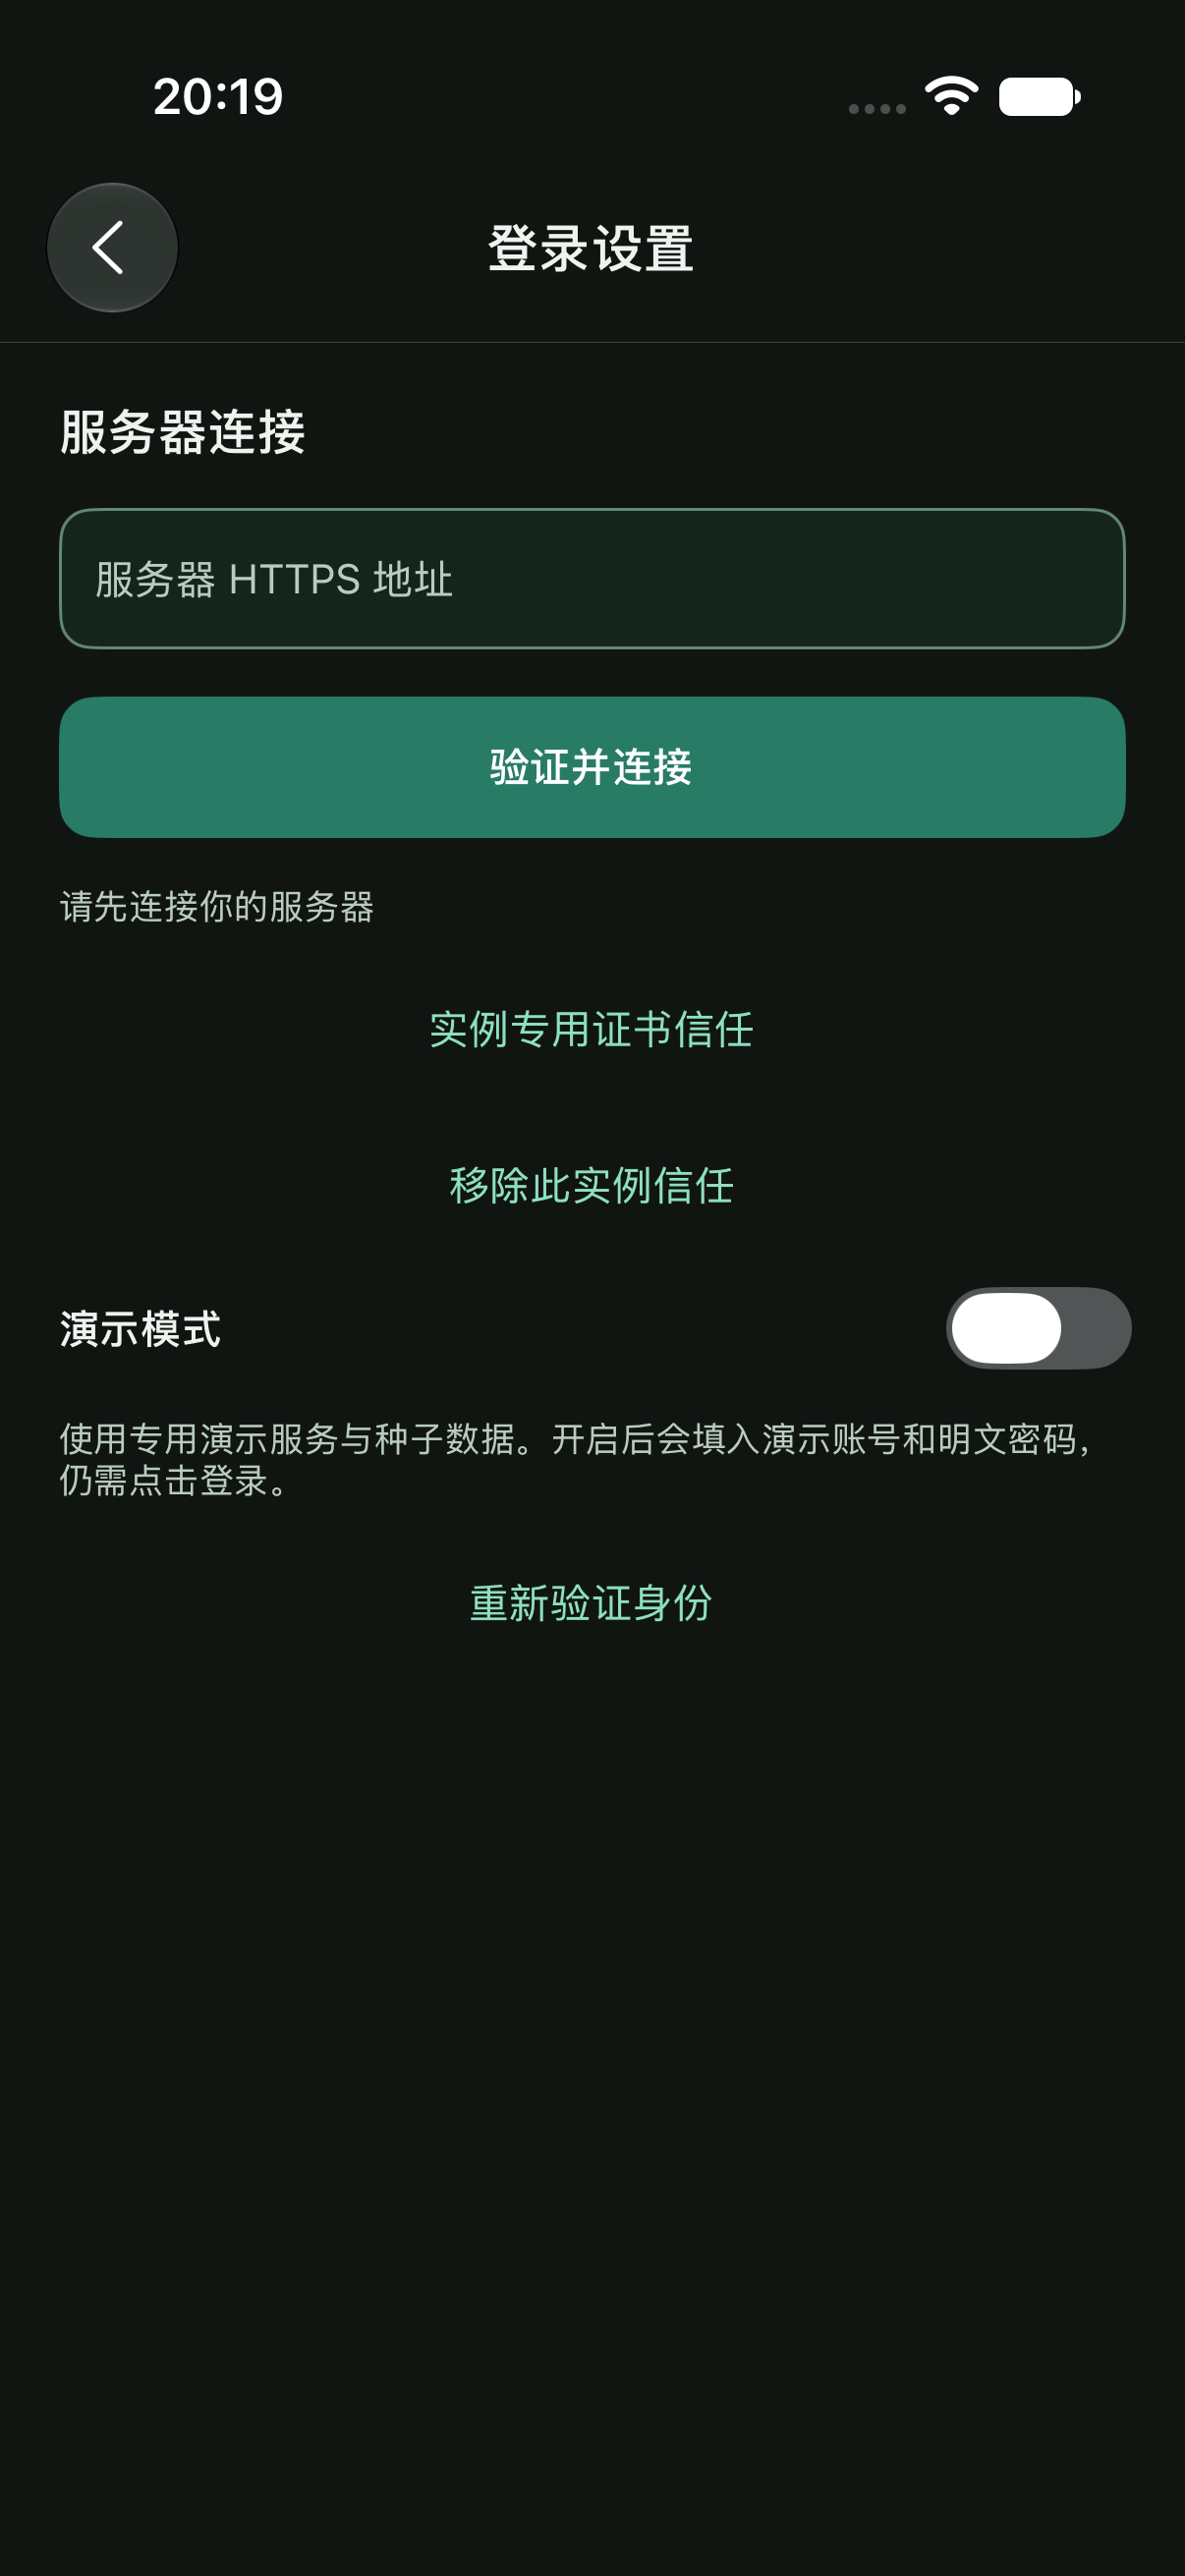 20:19
登录设置
服务器连接
服务器 HTTPS 地址
验证并连接
请先连接你的服务器
实例专用证书信任
移除此实例信任
演示模式
使用专用演示服务与种子数据。开启后会填入演示账号和明文密码，
仍需点击登录。
重新验证身份